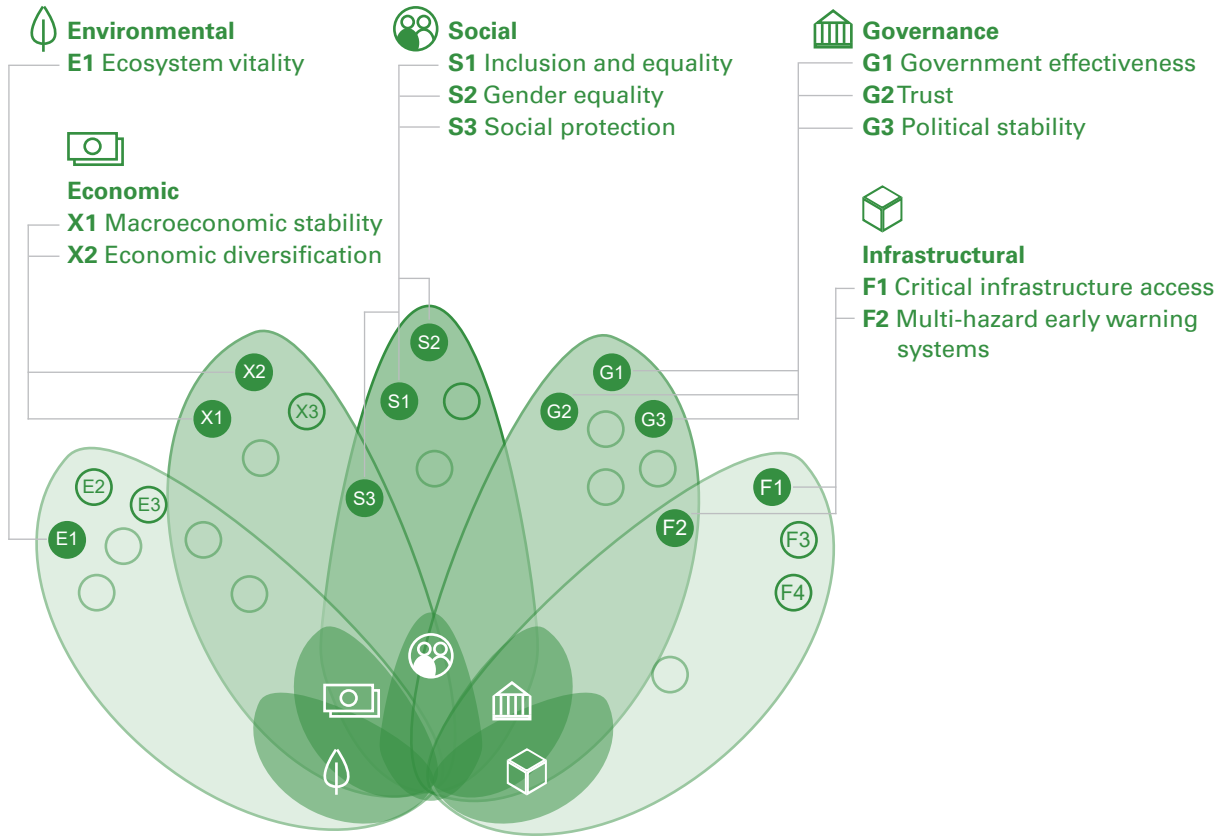 Environmental
E1 Ecosystem vitality
Economic
X1 Macroeconomic stability
X2 Economic diversification
Social
S1 Inclusion and equality
S2 Gender equality
S3 Social protection
Governance
G1 Government effectiveness
G2 Trust
G3 Political stability
Infrastructural
F1 Critical infrastructure access
F2 Multi-hazard early warning
systems
S2
X2
G1
S1
X1
X3
G2
G3
E2
E3
S3
F1
E1
F2
F3
F4